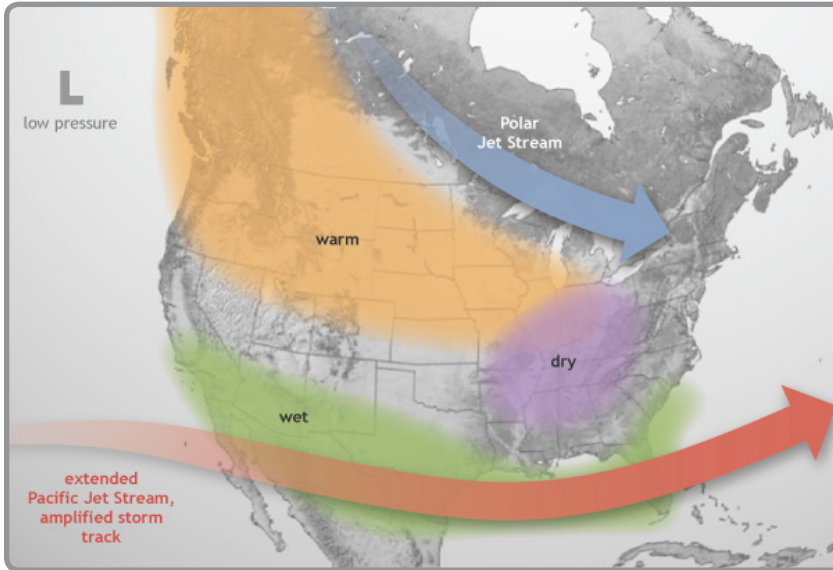 L
low pressure
Polar
Jet Stream
warm
dry
wet
extended
Pacific Jet Stream,
amplified storm
track